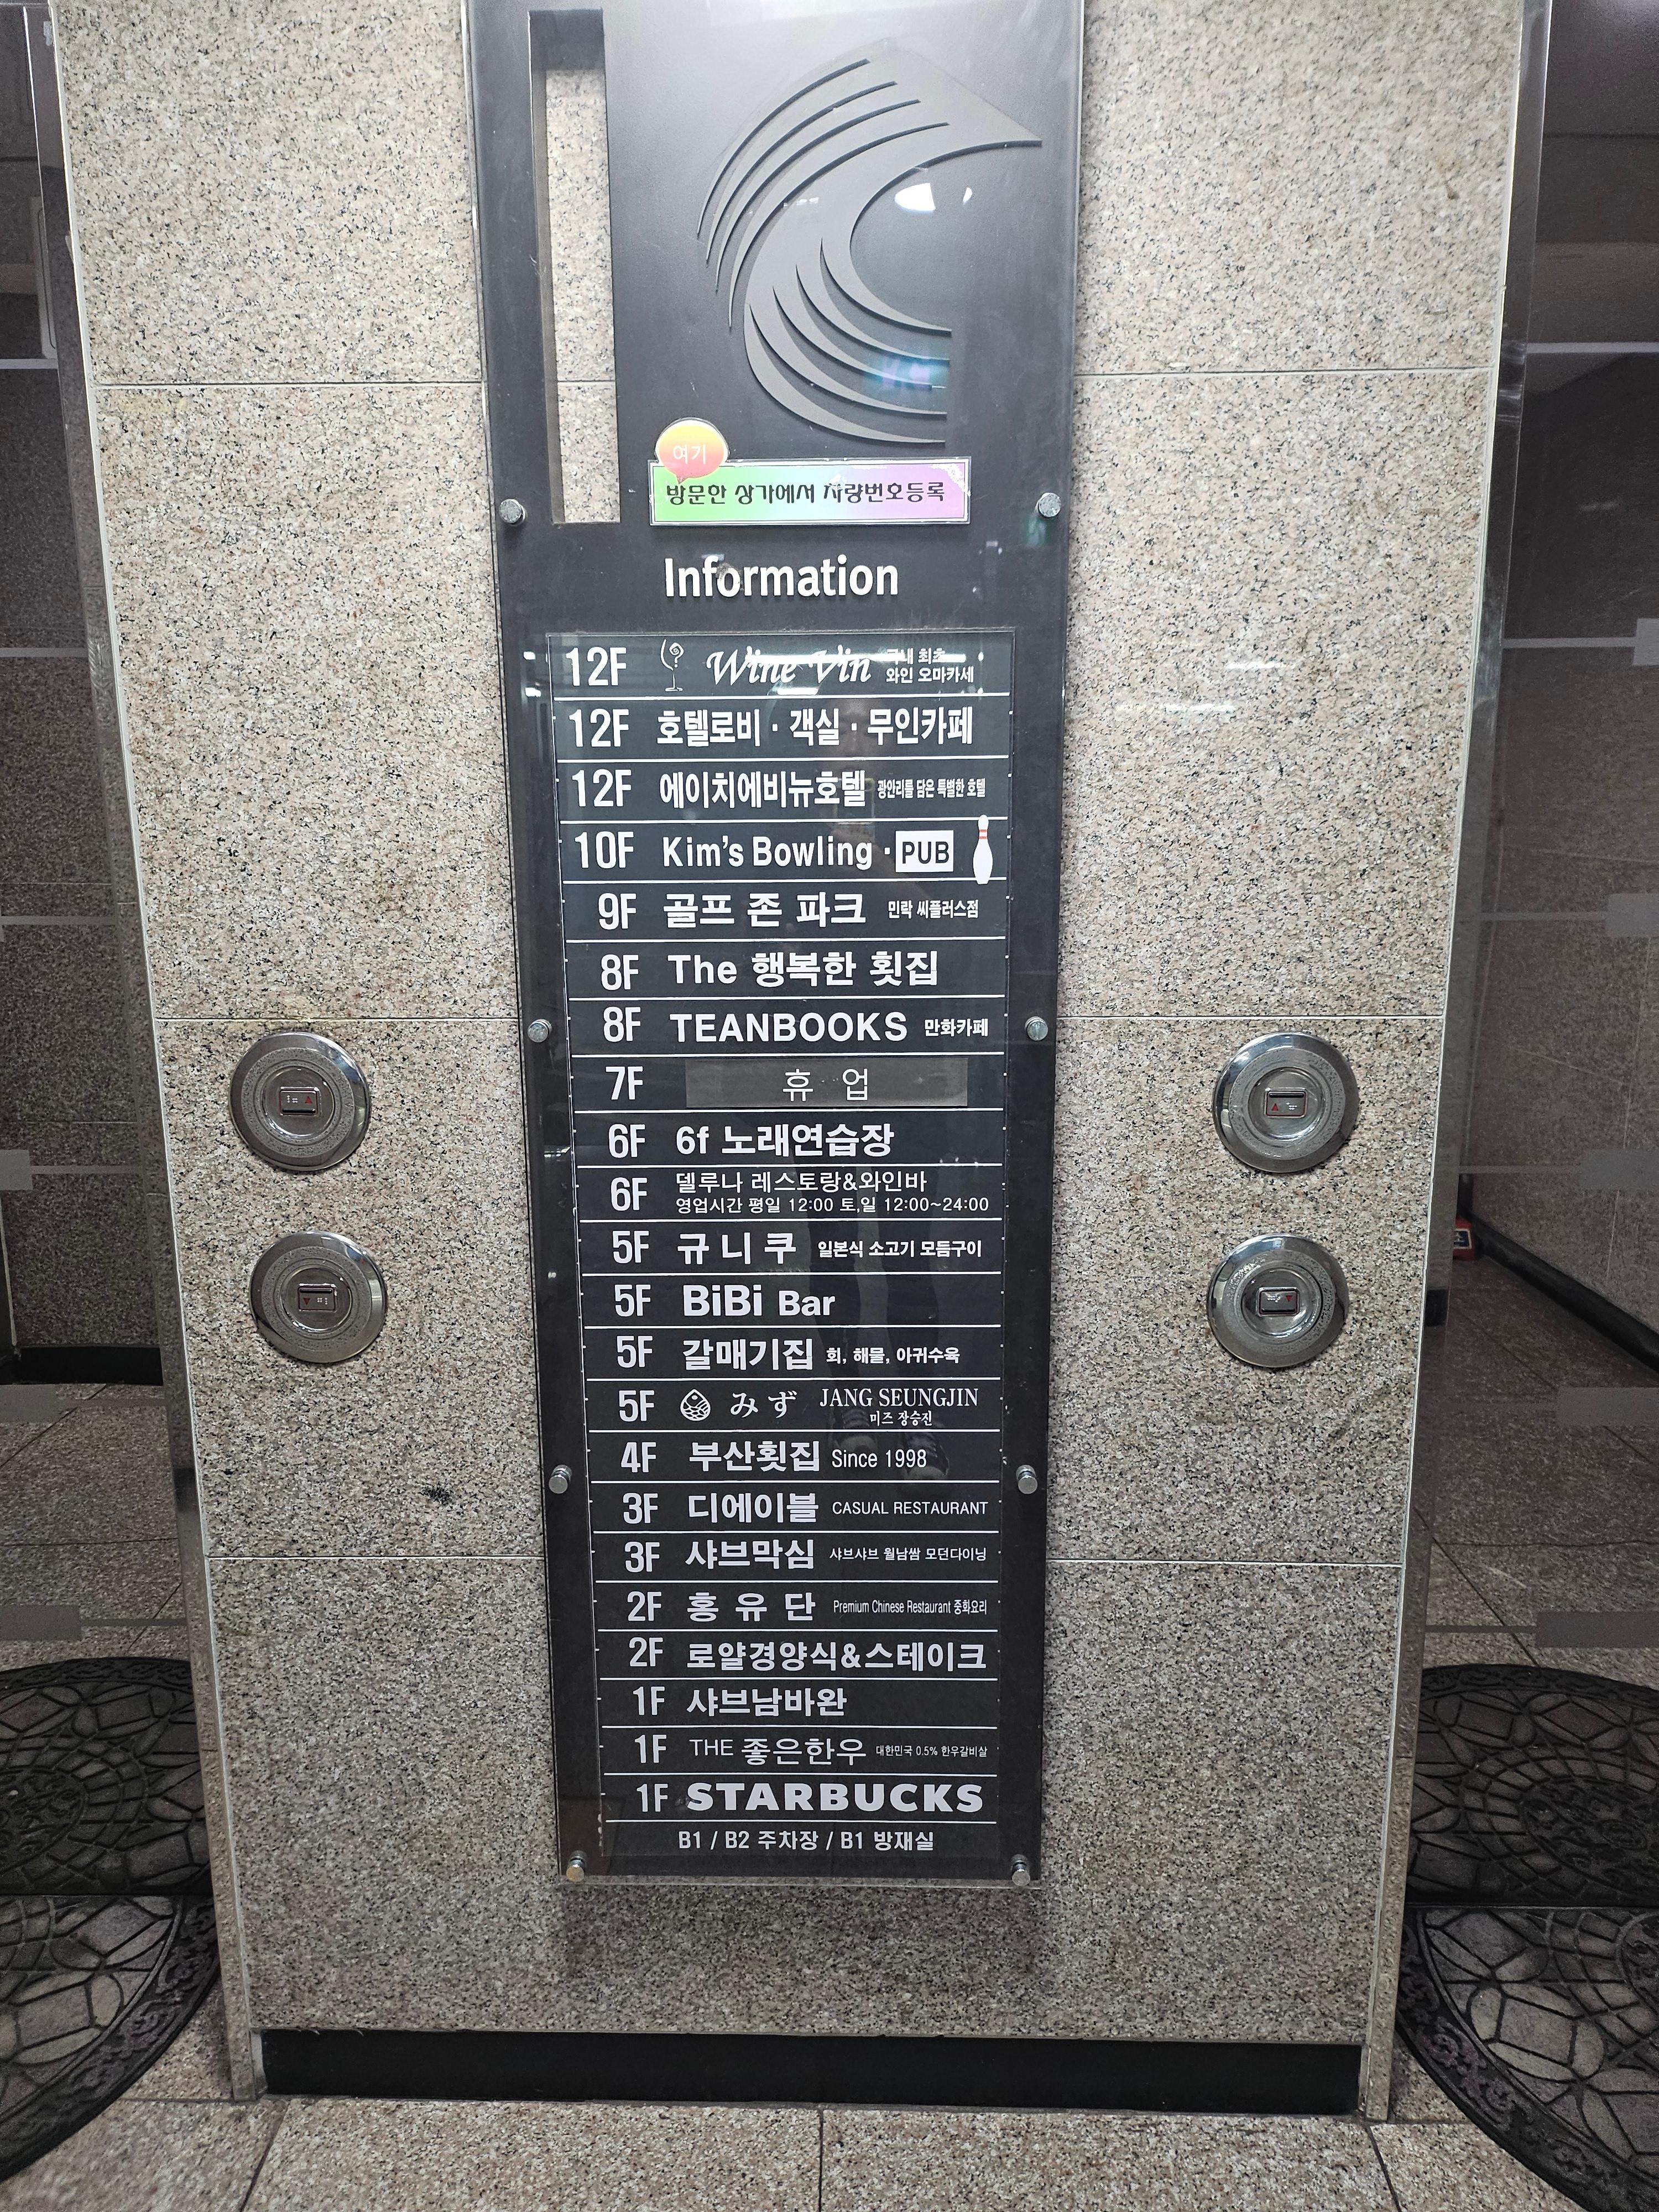 여기
방문한 상가에서 차량번호등록
Information
12F Wine Vin 국내 최초 와인 오마카세
12F 호텔로비 · 객실 · 무인카페
12F 에이치에비뉴호텔 광안리를 담은 특별한 호텔
10F Kim's Bowling · PUB
9F 골프 존 파크 민락 씨플러스점
8F The 행복한 횟집
8F TEANBOOKS 만화카페
7F 휴 업
6F 6f 노래연습장
6F 델루나 레스토랑&와인바
영업시간 평일 12:00 토,일 12:00~24:00
5F 규니쿠 일본식 소고기 모듬구이
5F BiBi Bar
5F 갈매기집 회, 해물, 아귀수육
5F みず JANG SEUNGJIN
미즈 장승진
4F 부산횟집 Since 1998
3F 디에이블 CASUAL RESTAURANT
3F 샤브막심 샤브샤브 월남쌈 모던다이닝
2F 홍유단 Premium Chinese Restaurant 중화요리
2F 로얄경양식&스테이크
1F 샤브남바완
1F THE 좋은한우 대한민국 0.5% 한우갈비살
1F STARBUCKS
B1 / B2 주차장 / B1 방재실